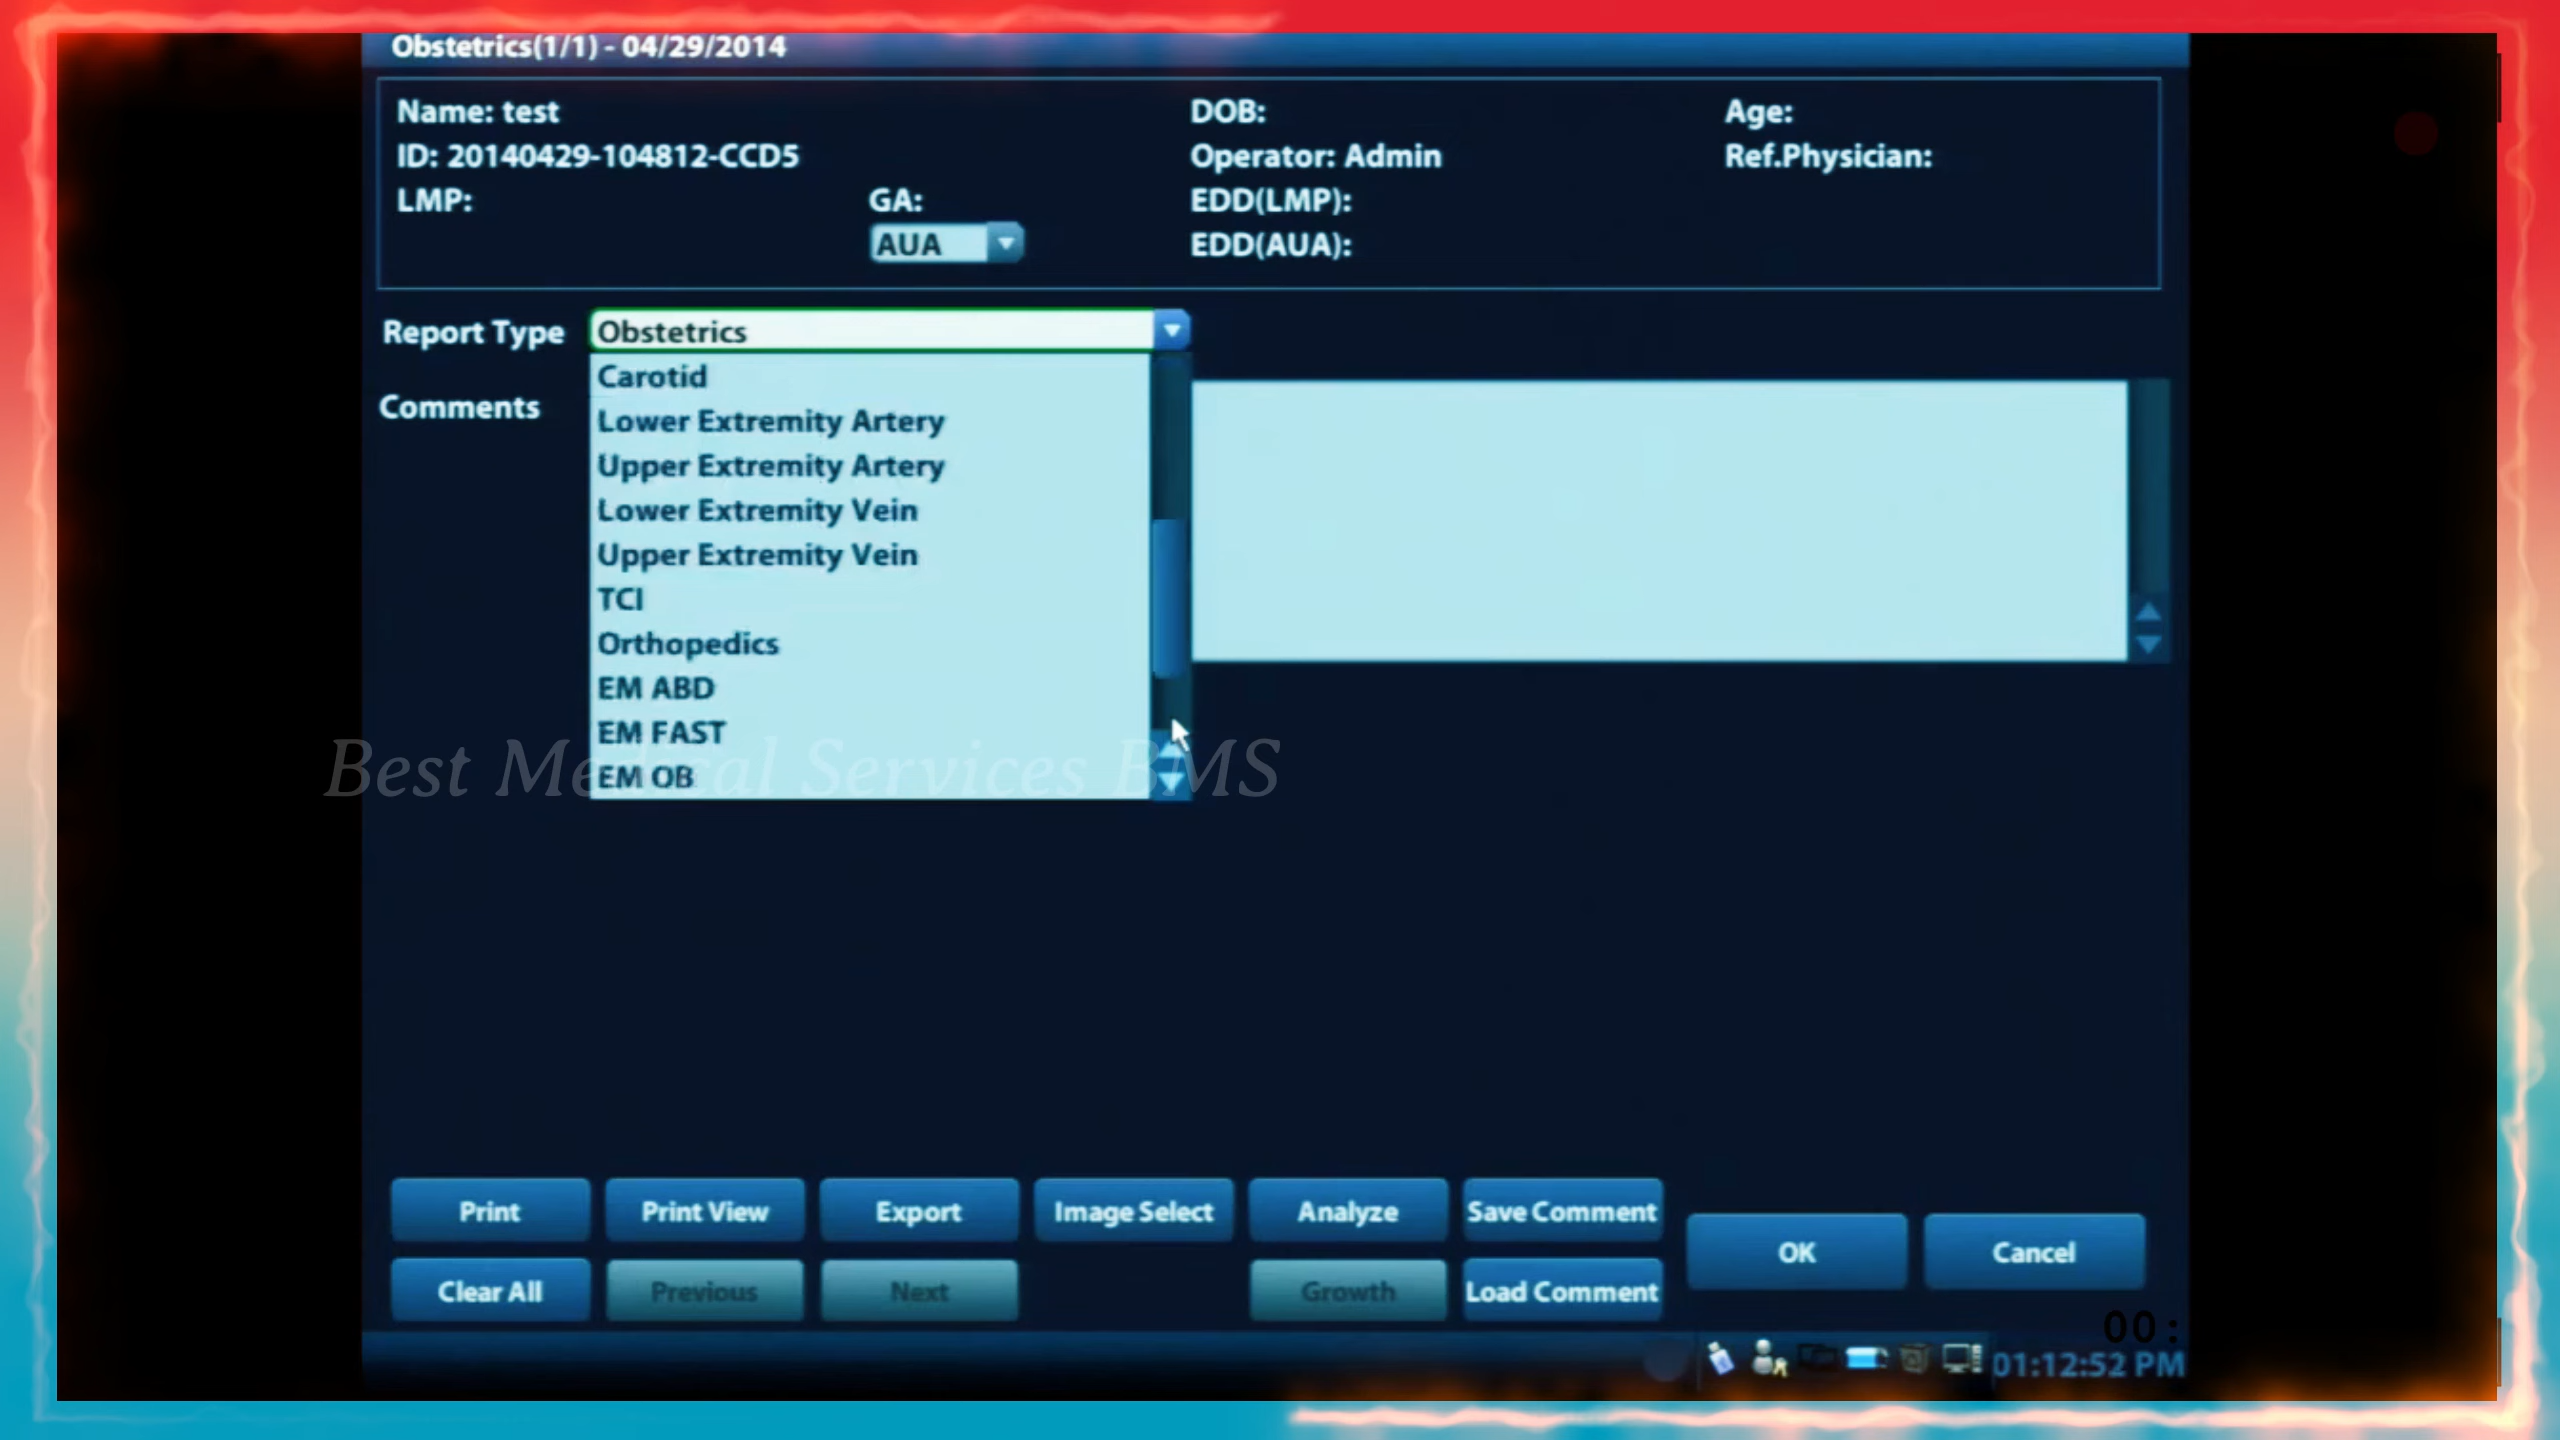 Obstetrics(1/1) - 04/29/2014
Name: test
DOB:
Age:
ID: 20140429-104812-CCD5
Operator: Admin
Ref.Physician:
LMP:
GA:
EDD(LMP):
AUA
EDD(AUA):
Report Type
Obstetrics
Carotid
Comments
Lower Extremity Artery
Upper Extremity Artery
Lower Extremity Vein
Upper Extremity Vein
TCI
Orthopedics
EM ABD
EM FAST
EM OB
Best Medical Services BMS
Print
Print View
Export
Image Select
Analyze
Save Comment
OK
Cancel
Clear All
Previous
Next
Growth
Load Comment
00:
01:12:52 PM